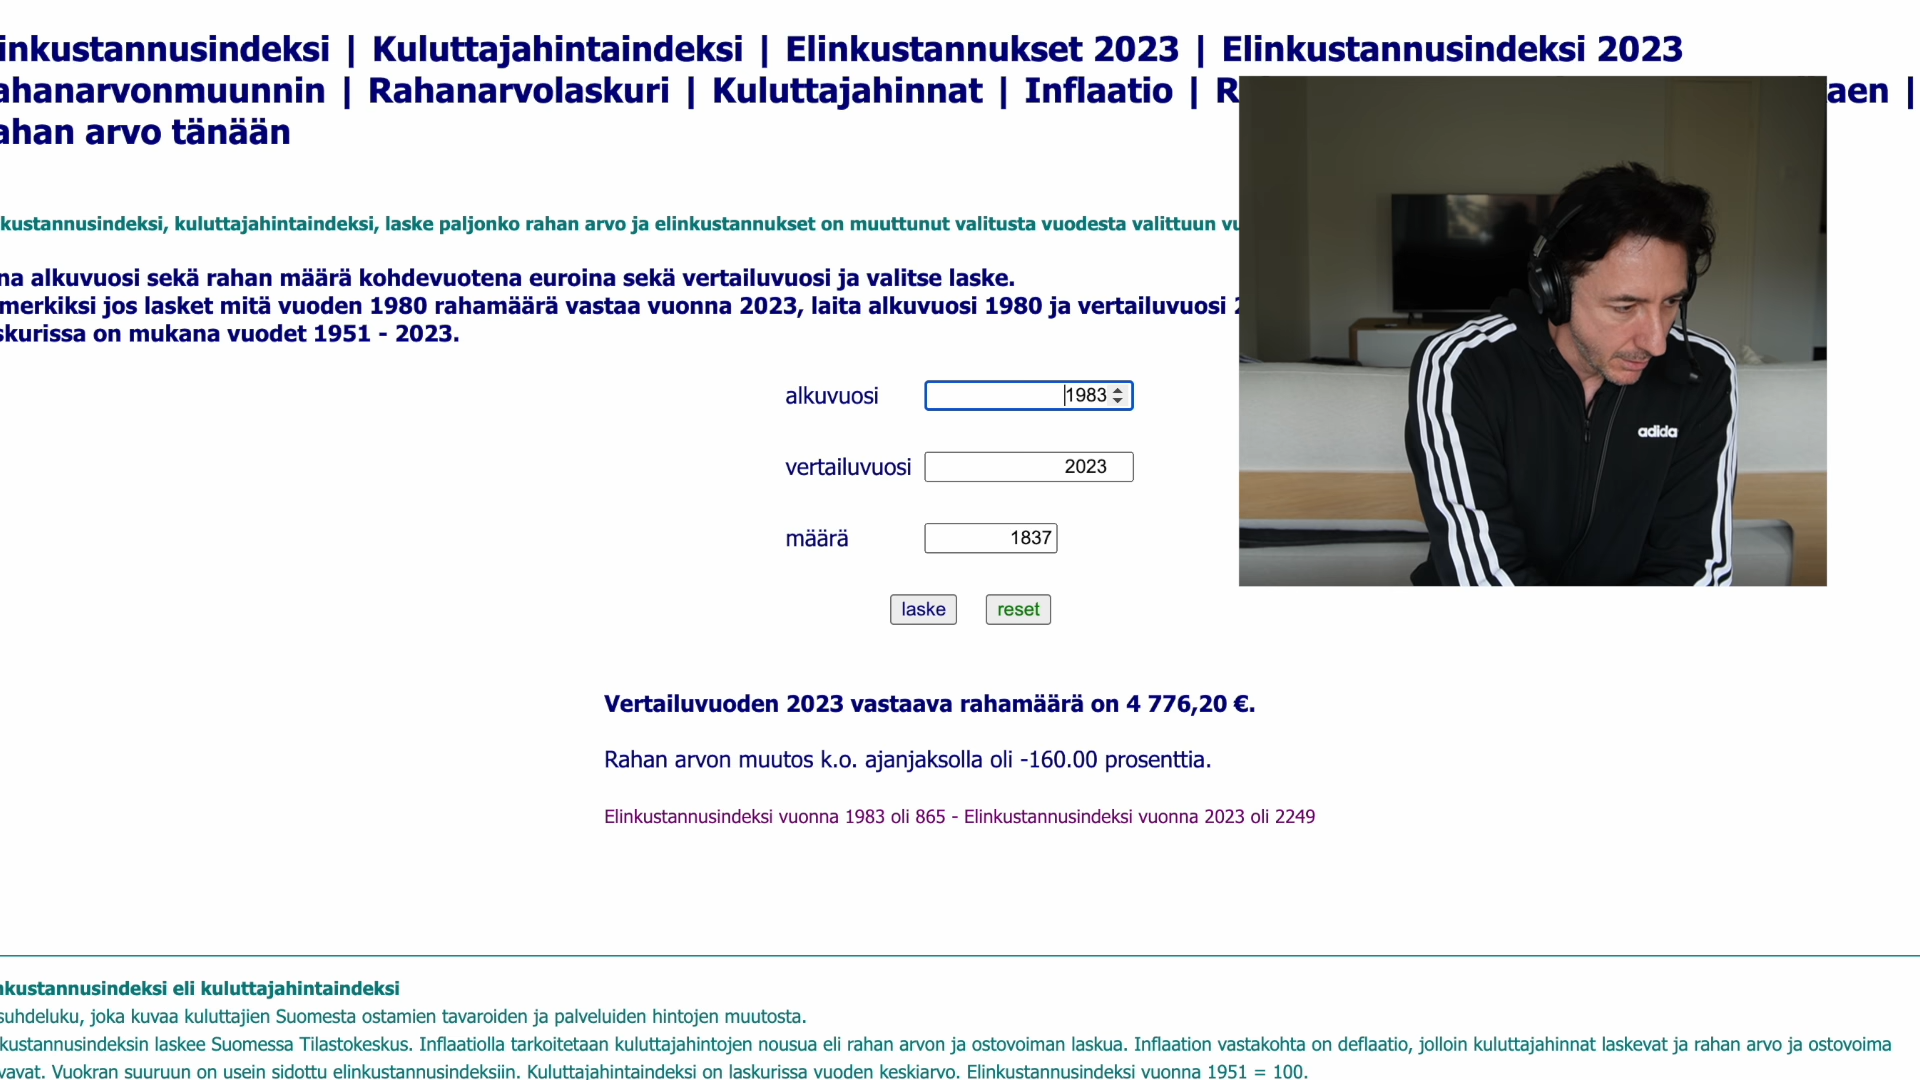 inkustannusindeksi | Kuluttajahintaindeksi | Elinkustannukset 2023 | Elinkustannusindeksi 2023
ahanarvonmuunnin | Rahanarvolaskuri | Kuluttajahinnat | Inflaatio | R aen |
ahan arvo tänään
kustannusindeksi, kuluttajahintaindeksi, laske paljonko rahan arvo ja elinkustannukset on muuttunut valitusta vuodesta valittuun vu
na alkuvuosi sekä rahan määrä kohdevuotena euroina sekä vertailuvuosi ja valitse laske.
merkiksi jos lasket mitä vuoden 1980 rahamäärä vastaa vuonna 2023, laita alkuvuosi 1980 ja vertailuvuosi 2
skurissa on mukana vuodet 1951 - 2023.
alkuvuosi 1983
vertailuvuosi 2023
määrä 1837
laske reset
adidas
Vertailuvuoden 2023 vastaava rahamäärä on 4 776,20 €.
Rahan arvon muutos k.o. ajanjaksolla oli -160.00 prosenttia.
Elinkustannusindeksi vuonna 1983 oli 865 - Elinkustannusindeksi vuonna 2023 oli 2249
nkustannusindeksi eli kuluttajahintaindeksi
suhdeluku, joka kuvaa kuluttajien Suomesta ostamien tavaroiden ja palveluiden hintojen muutosta.
kustannusindeksin laskee Suomessa Tilastokeskus. Inflaatiolla tarkoitetaan kuluttajahintojen nousua eli rahan arvon ja ostovoiman laskua. Inflaation vastakohta on deflaatio, jolloin kuluttajahinnat laskevat ja rahan arvo ja ostovoima
vavat. Vuokran suuruun on usein sidottu elinkustannusindeksiin. Kuluttajahintaindeksi on laskurissa vuoden keskiarvo. Elinkustannusindeksi vuonna 1951 = 100.